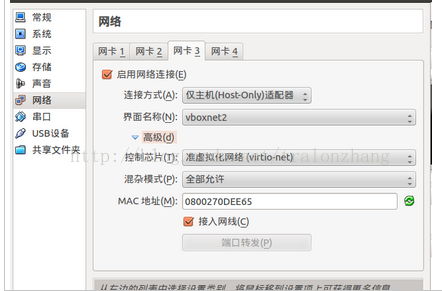 常规
系统
显示
存储
声音
网络
串口
USB设备
共享文件夹
网络
网卡 1 网卡 2 网卡 3 网卡 4
启用网络连接(E)
连接方式(A): 仅主机(Host-Only)适配器
界面名称(N): vboxnet2
高级(d)
控制芯片(T): 准虚拟化网络 (virtio-net)
混杂模式(P): 全部允许
MAC 地址(M): 0800270DEE65
接入网线(C)
端口转发(P)
从左边的列表中选择设置类别，将鼠标移到设置项上可获得更多信息